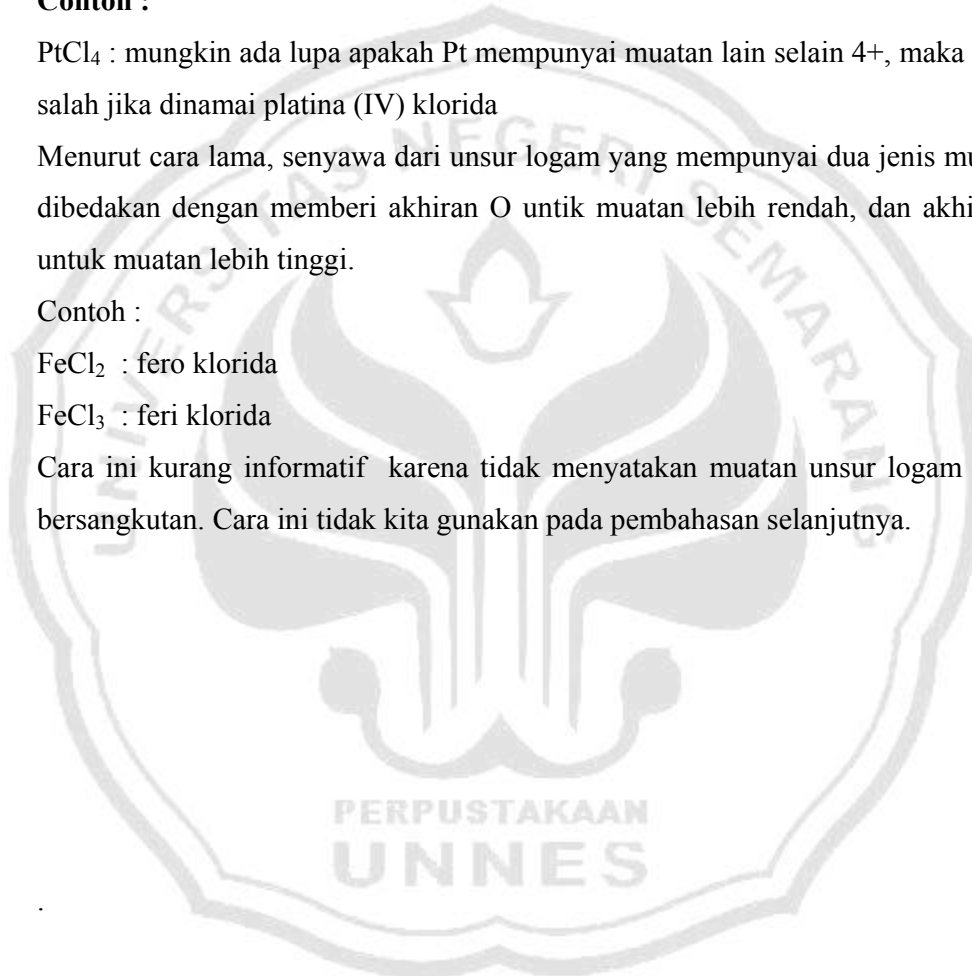 Contoh :
PtCl₄ : mungkin ada lupa apakah Pt mempunyai muatan lain selain 4+, maka
salah jika dinamai platina (IV) klorida
Menurut cara lama, senyawa dari unsur logam yang mempunyai dua jenis
dibedakan dengan memberi akhiran O untik muatan lebih rendah, dan
untuk muatan lebih tinggi.
Contoh :
FeCl₂ : fero klorida
FeCl₃ : feri klorida
Cara ini kurang informatif karena tidak menyatakan muatan unsur logam
bersangkutan. Cara ini tidak kita gunakan pada pembahasan selanjutnya.
UNIVERSITAS NEGERI SEMARANG
PERPUSTAKAAN
UNNES
.